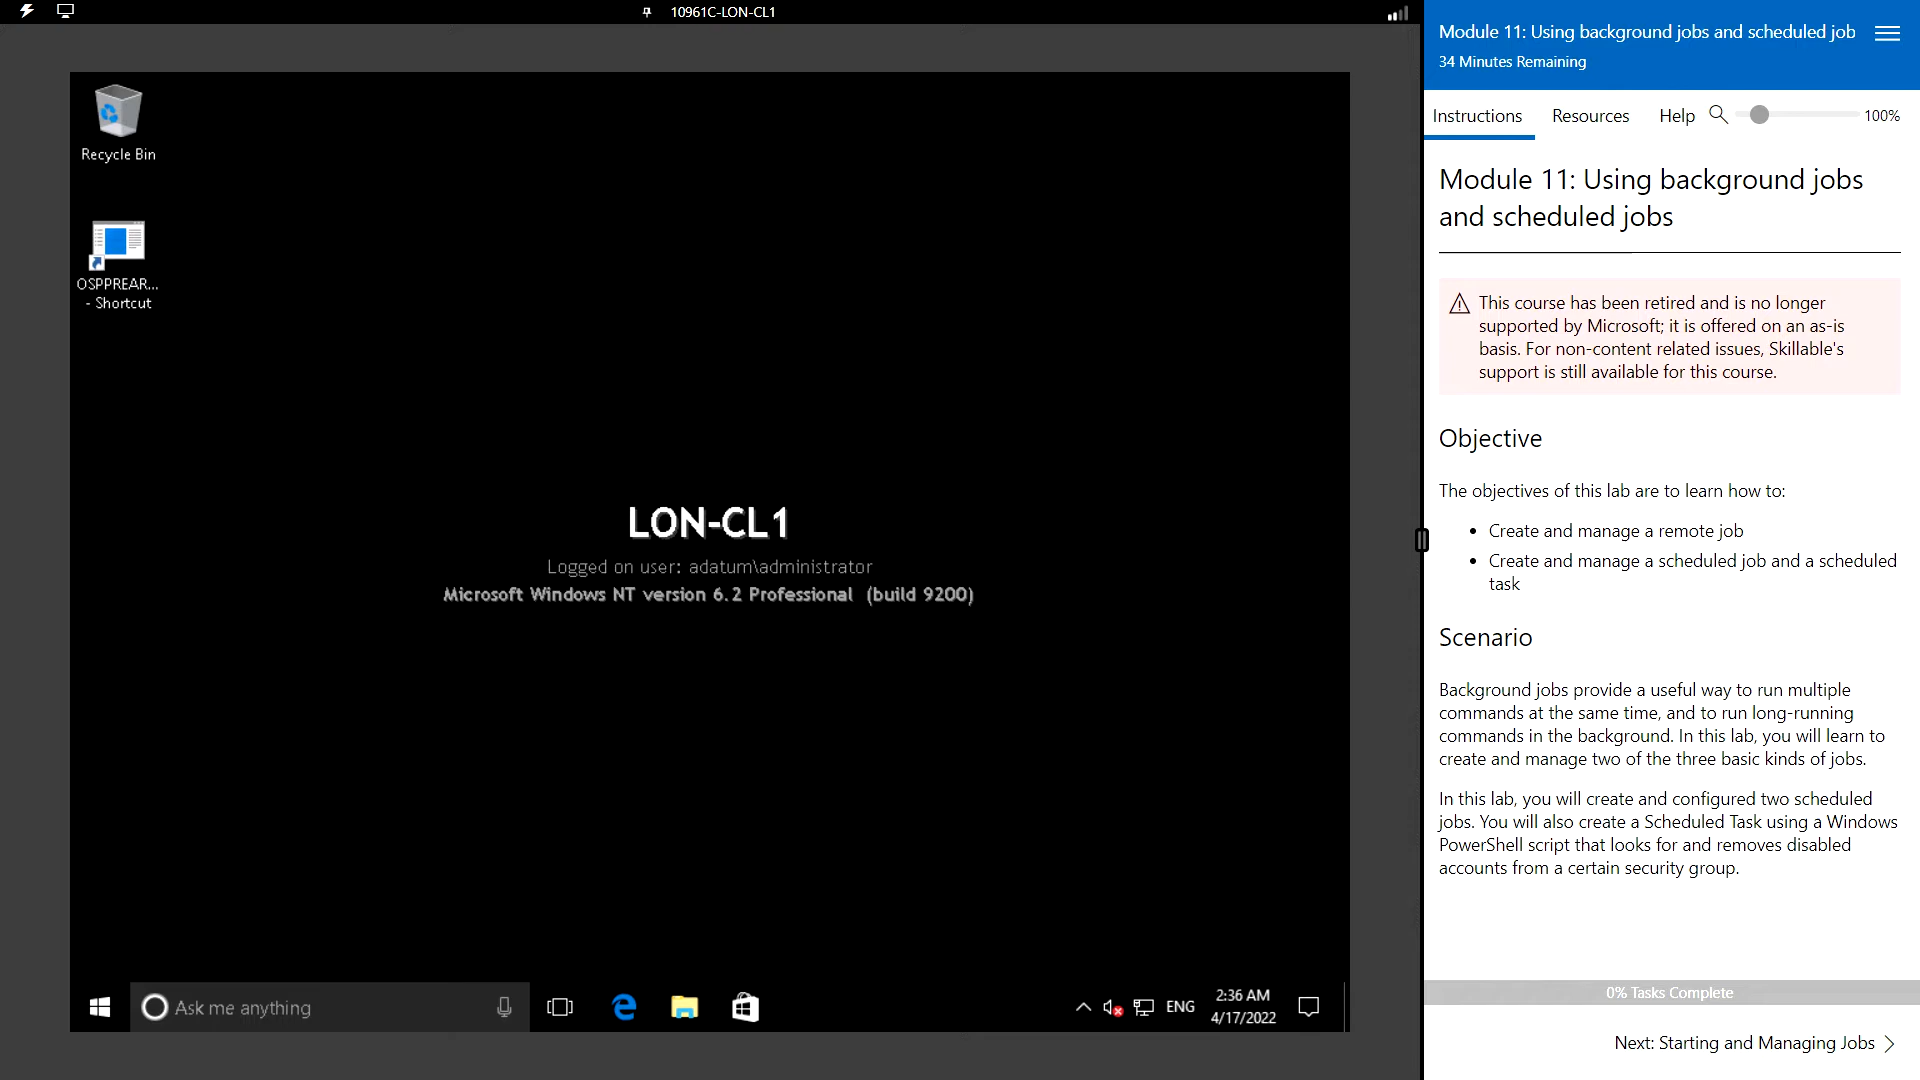 10961C-LON-CL1
Recycle Bin
OSPPREAR...
- Shortcut
LON-CL1
Logged on user: adatum\administrator
Microsoft Windows NT version 6.2 Professional (build 9200)
Ask me anything
ENG
2:36 AM
4/17/2022
Module 11: Using background jobs and scheduled job
34 Minutes Remaining
Instructions
Resources
Help
100%
Module 11: Using background jobs
and scheduled jobs
This course has been retired and is no longer
supported by Microsoft; it is offered on an as-is
basis. For non-content related issues, Skillable's
support is still available for this course.
Objective
The objectives of this lab are to learn how to:
• Create and manage a remote job
• Create and manage a scheduled job and a scheduled
task
Scenario
Background jobs provide a useful way to run multiple
commands at the same time, and to run long-running
commands in the background. In this lab, you will learn to
create and manage two of the three basic kinds of jobs.
In this lab, you will create and configured two scheduled
jobs. You will also create a Scheduled Task using a Windows
PowerShell script that looks for and removes disabled
accounts from a certain security group.
0% Tasks Complete
Next: Starting and Managing Jobs